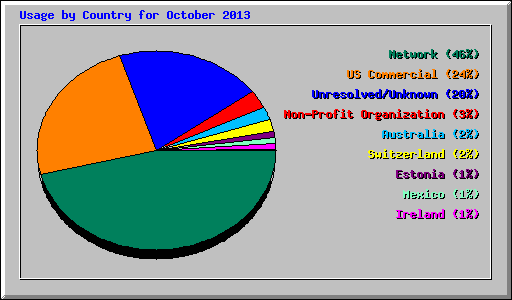 Usage by Country for October 2013
Network (46%)
US Commercial (24%)
Unresolved/Unknown (20%)
Non-Profit Organization (3%)
Australia (2%)
Switzerland (2%)
Estonia (1%)
Mexico (1%)
Ireland (1%)